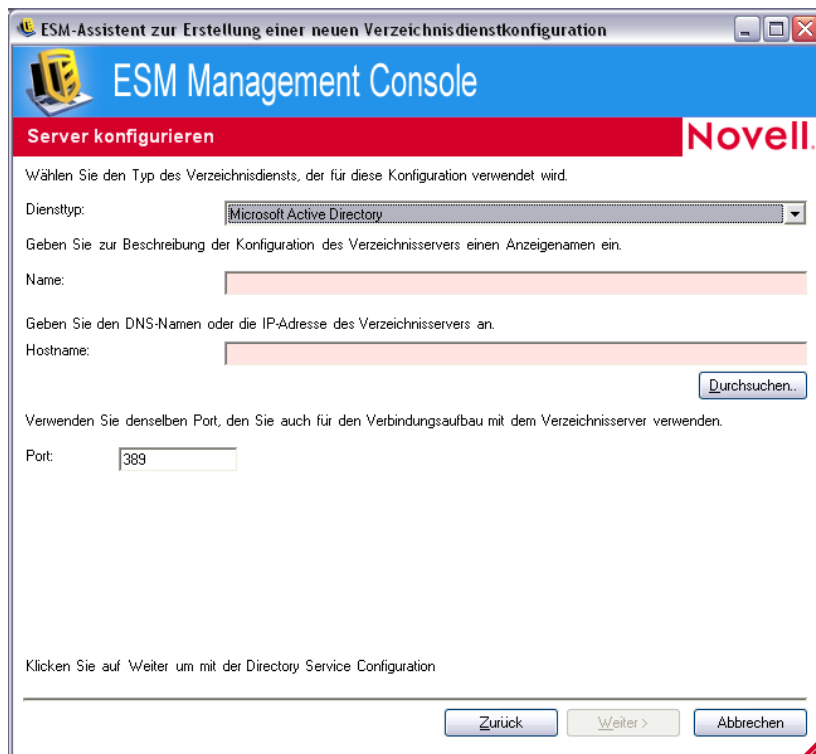 ESM-Assistent zur Erstellung einer neuen Verzeichnisdienstkonfiguration
ESM Management Console
Server konfigurieren
Novell.
Wählen Sie den Typ des Verzeichnisdiensts, der für diese Konfiguration verwendet wird.
Diensttyp:
Microsoft Active Directory
Geben Sie zur Beschreibung der Konfiguration des Verzeichnisservers einen Anzeigenamen ein.
Name:
Geben Sie den DNS-Namen oder die IP-Adresse des Verzeichnisservers an.
Hostname:
Durchsuchen..
Verwenden Sie denselben Port, den Sie auch für den Verbindungsaufbau mit dem Verzeichnisserver verwenden.
Port:
389
Klicken Sie auf Weiter um mit der Directory Service Configuration
Zurück
Weiter >
Abbrechen